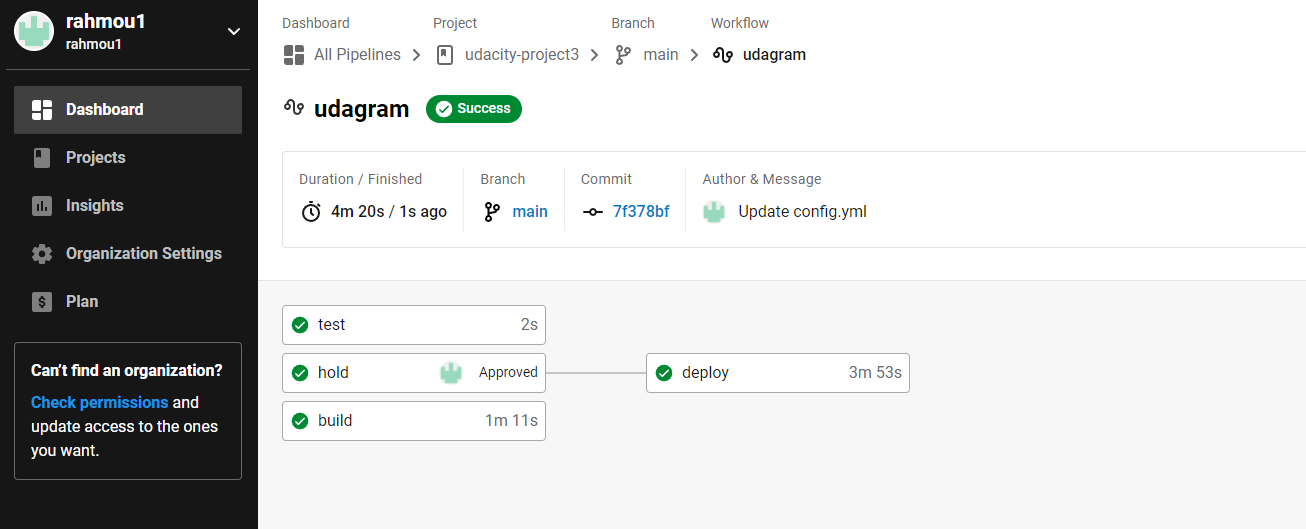 rahmou1
rahmou1
Dashboard
Projects
Insights
Organization Settings
Plan
Can't find an organization?
Check permissions and
update access to the ones
you want.
Dashboard Project Branch Workflow
All Pipelines udacity-project3 main udagram
udagram Success
Duration / Finished Branch Commit Author & Message
4m 20s / 1s ago main 7f378bf Update config.yml
test 2s
hold Approved deploy 3m 53s
build 1m 11s